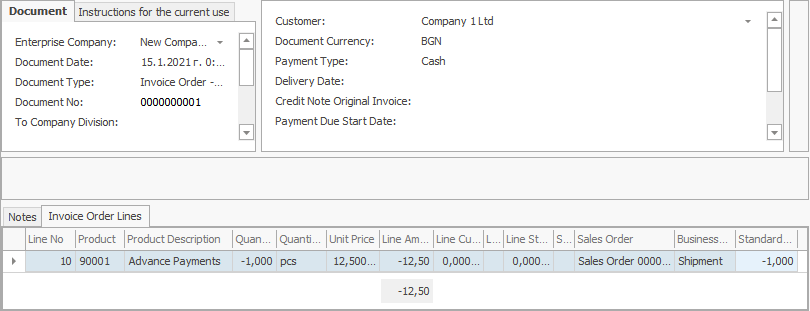 Document
Instructions for the current use
Enterprise Company: New Compa...
Document Date: 15.1.2021 г. 0:...
Document Type: Invoice Order -...
Document No: 0000000001
To Company Division:
Customer: Company 1 Ltd
Document Currency: BGN
Payment Type: Cash
Delivery Date:
Credit Note Original Invoice:
Payment Due Start Date:
Notes
Invoice Order Lines
Line No Product Product Description Quan... Quanti... Unit Price Line Am... Line Cu... L... Line St... S... Sales Order Business... Standard...
10 90001 Advance Payments -1,000 pcs 12,500... -12,50 0,000... 0,000... Sales Order 0000... Shipment -1,000
-12,50